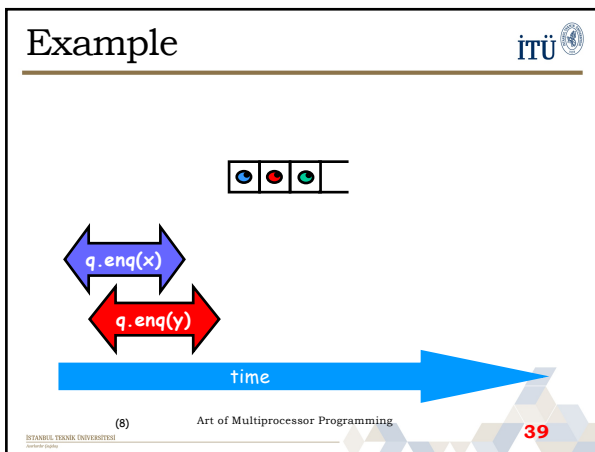 Example
İTÜ
q.enq(x)
q.enq(y)
time
(8)
Art of Multiprocessor Programming
39
İSTANBUL TEKNİK ÜNİVERSİTESİ